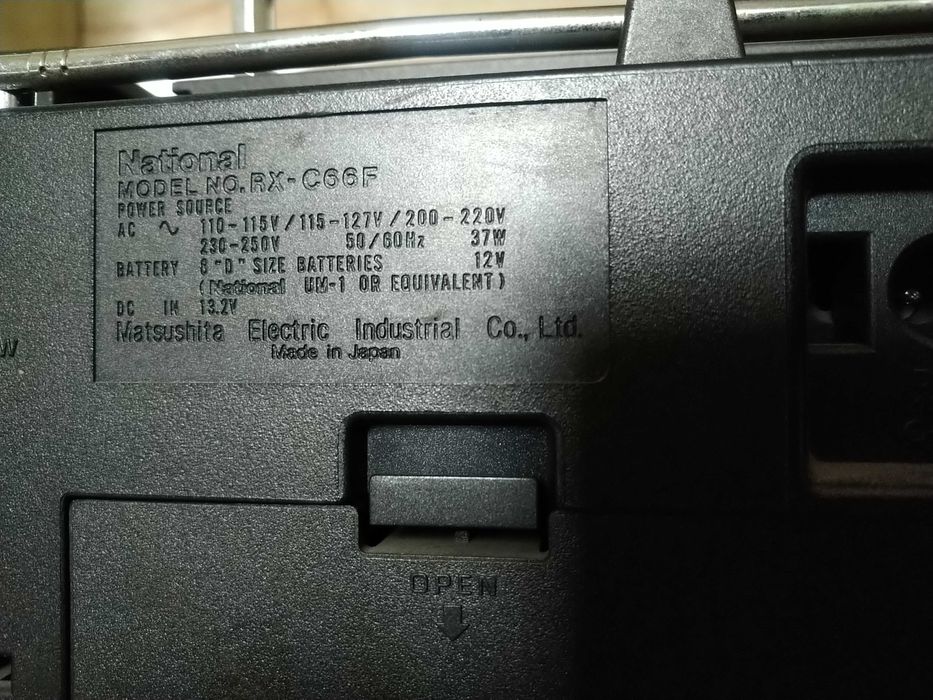 National
MODEL NO. RX-C66F
POWER SOURCE
AC ∿ 110-115V/115-127V/200-220V
230-250V 50/60Hz 37W
BATTERY 8 "D" SIZE BATTERIES 12V
(National UM-1 OR EQUIVALENT)
DC IN 13.2V
Matsushita Electric Industrial Co., Ltd.
Made in Japan
W
OPEN